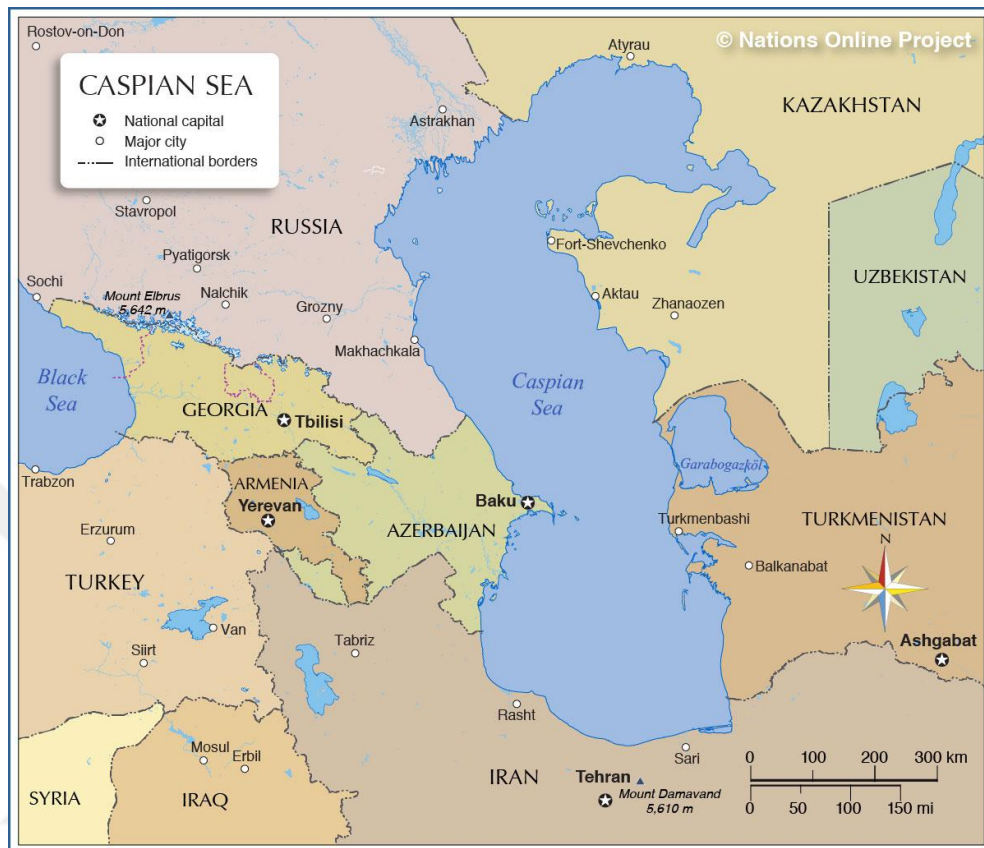 Rostov-on-Don
Atyrau
© Nations Online Project
CASPIAN SEA
National capital
Major city
International borders
KAZAKHSTAN
Astrakhan
Stavropol
RUSSIA
Fort-Shevchenko
Pyatigorsk
UZBEKISTAN
Sochi
Mount Elbrus
5,642 m
Nalchik
Aktau
Grozny
Zhanaozen
Makhachkala
Black
Sea
Caspian
Sea
GEORGIA
Tbilisi
Garabogazköl
Trabzon
ARMENIA
Yerevan
Baku
AZERBAIJAN
Turkmenbashi
TURKMENISTAN
Erzurum
N
Balkanabat
TURKEY
Van
Tabriz
Ashgabat
Siirt
Rasht
Mosul
Erbil
Sari
0 100 200 300 km
IRAN
Tehran
Mount Damavand
5,610 m
0 50 100 150 mi
SYRIA
IRAQ